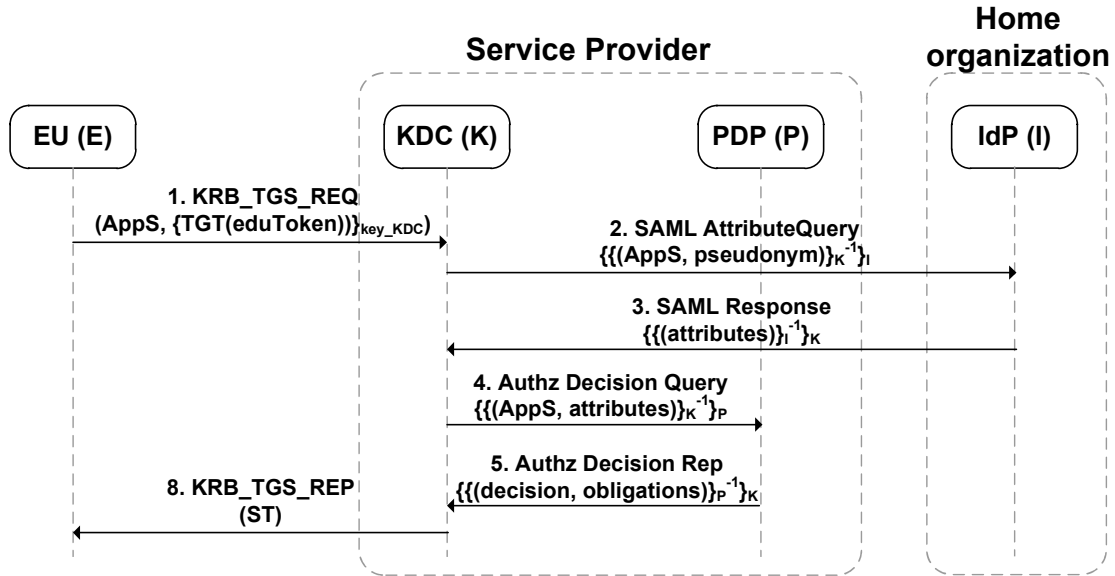 Service Provider
Home
organization
EU (E)
KDC (K)
PDP (P)
IdP (I)
1. KRB_TGS_REQ
(AppS, {TGT(eduToken))}key_KDC)
2. SAML AttributeQuery
{{(AppS, pseudonym)}K-1}I
3. SAML Response
{{(attributes)}I-1}K
4. Authz Decision Query
{{(AppS, attributes)}K-1}P
5. Authz Decision Rep
{{(decision, obligations)}P-1}K
8. KRB_TGS_REP
(ST)